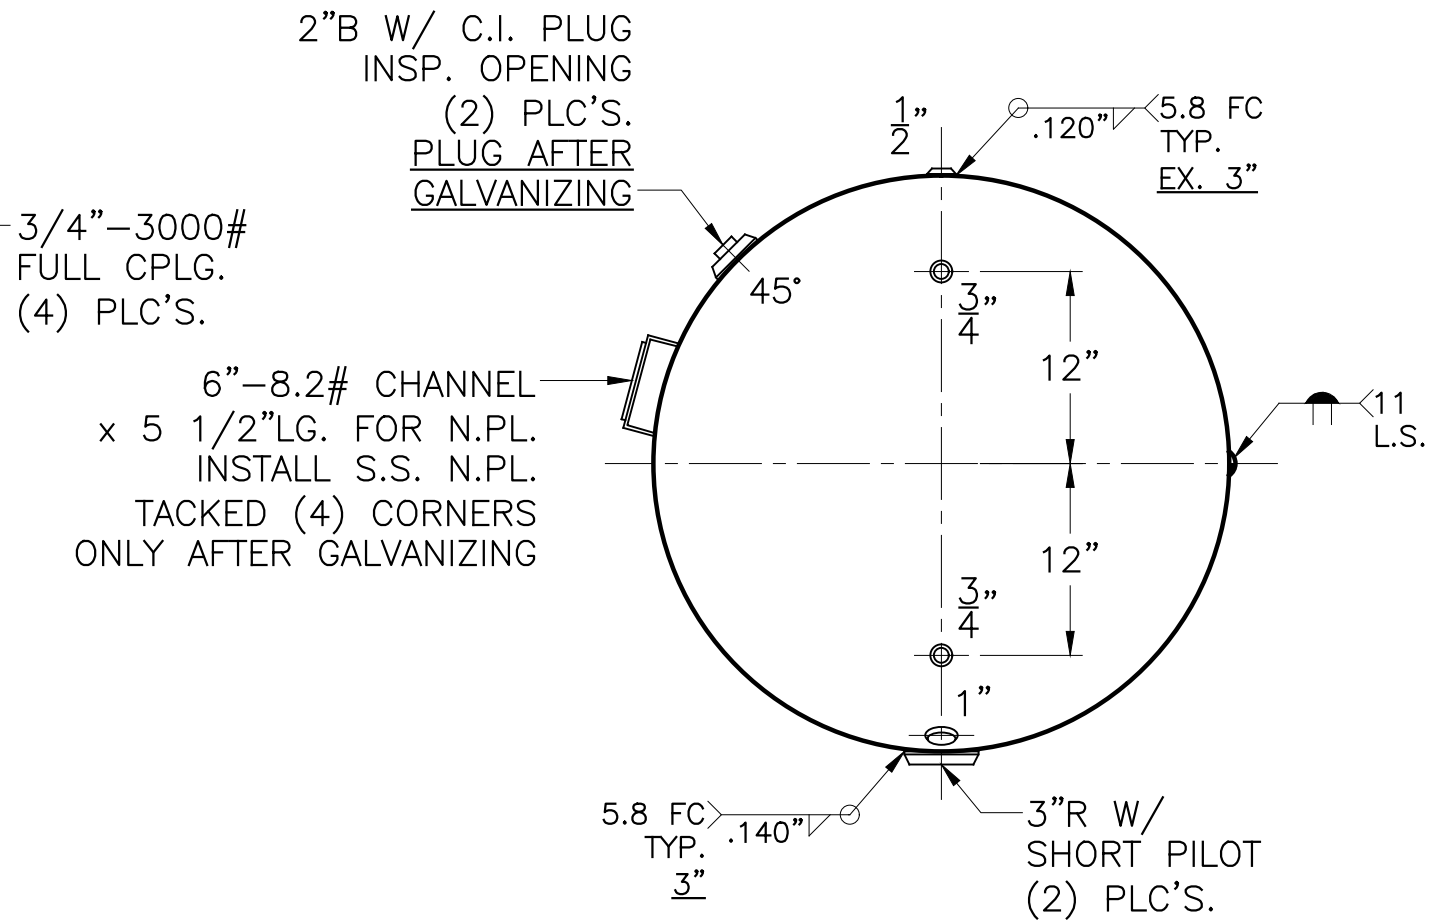 2”B W/ C.I. PLUG
INSP. OPENING
(2) PLC'S.
PLUG AFTER
GALVANIZING
1/2”
.120”
5.8 FC
TYP.
EX. 3”
3/4”-3000#
FULL CPLG.
(4) PLC'S.
45°
3/4”
12”
6”-8.2# CHANNEL
x 5 1/2”LG. FOR N.PL.
INSTALL S.S. N.PL.
TACKED (4) CORNERS
ONLY AFTER GALVANIZING
11
L.S.
12”
3/4”
1”
5.8 FC
TYP.
3”
.140”
3”R W/
SHORT PILOT
(2) PLC'S.